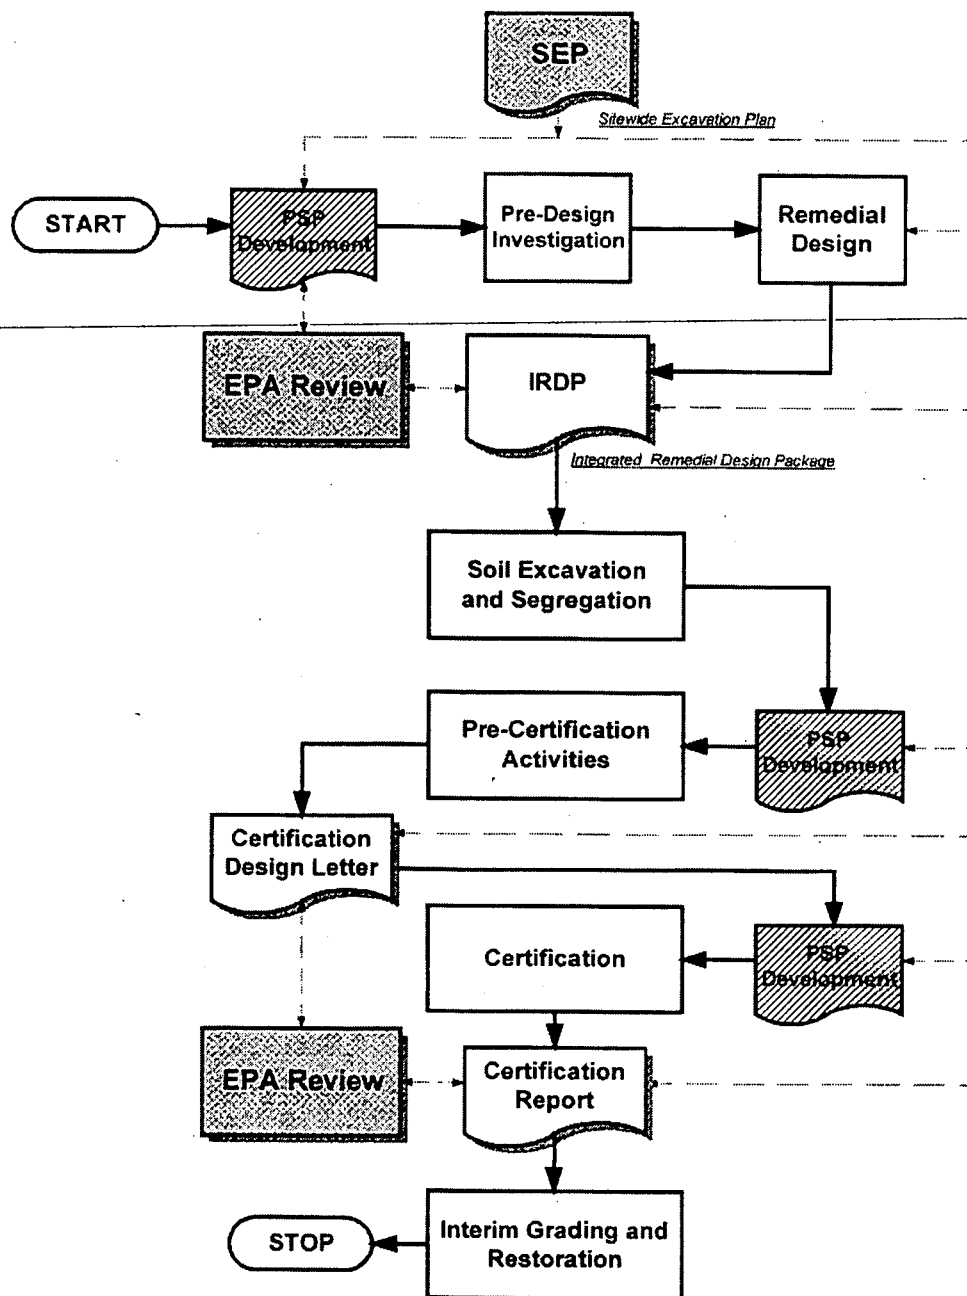 SEP
Sitewide Excavation Plan
START
PSP
Development
Pre-Design
Investigation
Remedial
Design
EPA Review
IRDP
Integrated Remedial Design Package
Soil Excavation
and Segregation
Pre-Certification
Activities
PSP
Development
Certification
Design Letter
Certification
PSP
Development
EPA Review
Certification
Report
STOP
Interim Grading and
Restoration